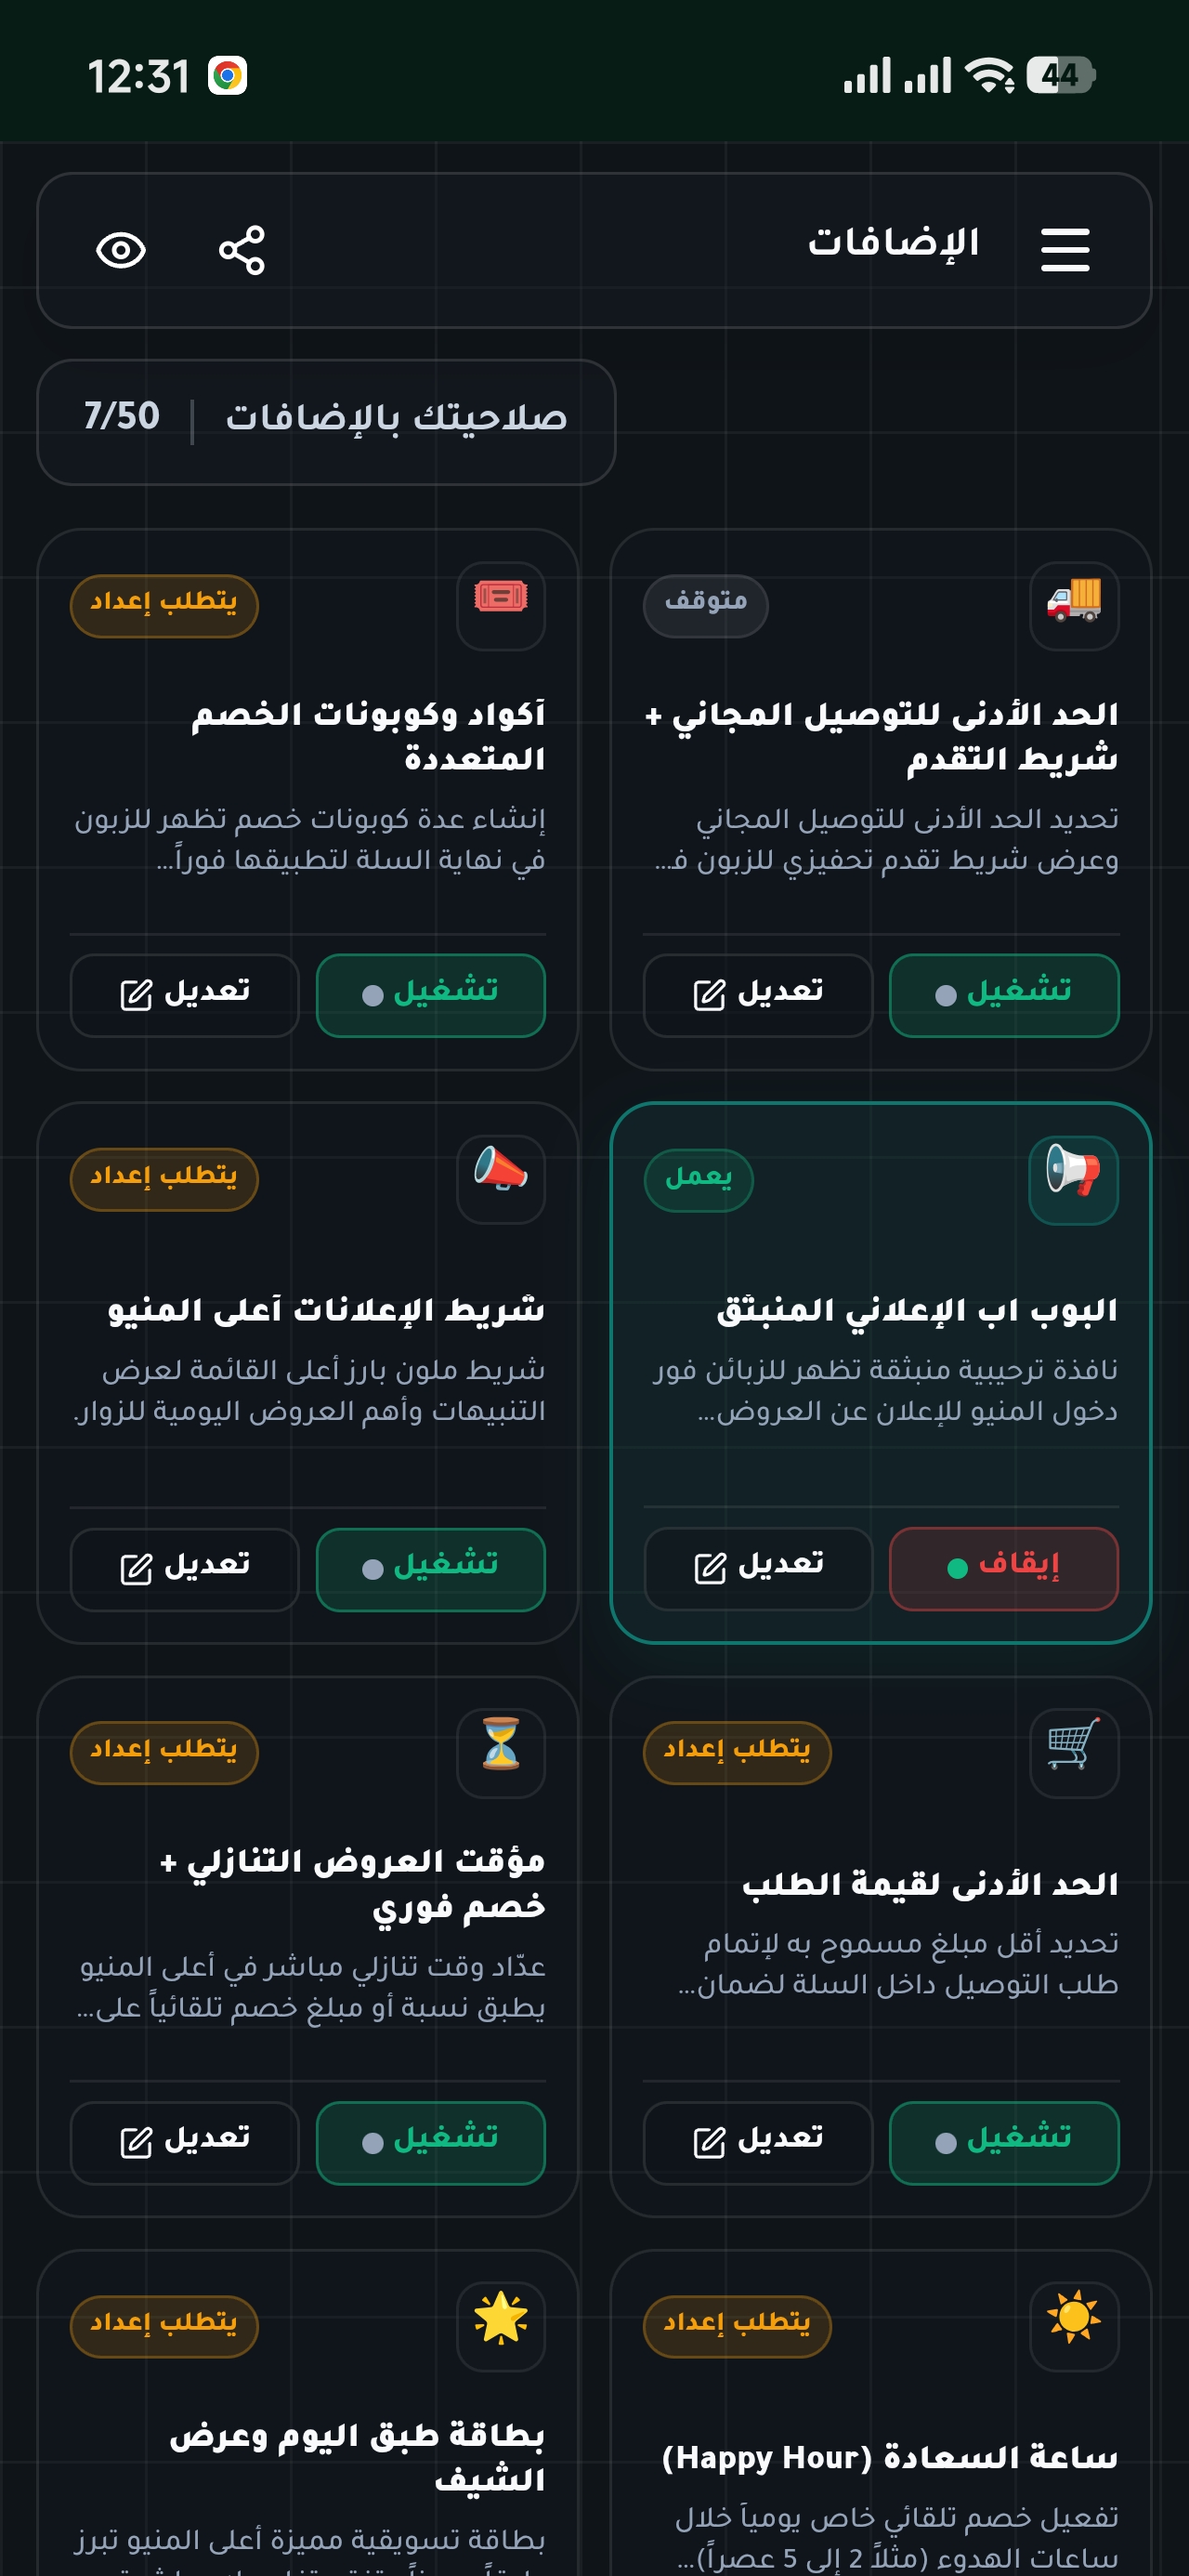 12:31
44
الإضافات
صلاحيتك بالإضافات | 7/50
متوقف
الحد الأدنى للتوصيل المجاني +
شريط التقدم
تحديد الحد الأدنى للتوصيل المجاني
وعرض شريط تقدم تحفيزي للزبون ف...
تشغيل
تعديل
يتطلب إعداد
أكواد وكوبونات الخصم
المتعددة
إنشاء عدة كوبونات خصم تظهر للزبون
في نهاية السلة لتطبيقها فوراً...
تشغيل
تعديل
يعمل
البوب اب الإعلاني المنبثق
نافذة ترحيبية منبثقة تظهر للزبائن فور
دخول المنيو للإعلان عن العروض...
إيقاف
تعديل
يتطلب إعداد
شريط الإعلانات أعلى المنيو
شريط ملون بارز أعلى القائمة لعرض
التنبيهات وأهم العروض اليومية للزوار.
تشغيل
تعديل
يتطلب إعداد
الحد الأدنى لقيمة الطلب
تحديد أقل مبلغ مسموح به لإتمام
طلب التوصيل داخل السلة لضمان...
تشغيل
تعديل
يتطلب إعداد
مؤقت العروض التنازلي +
خصم فوري
عدّاد وقت تنازلي مباشر في أعلى المنيو
يطبق نسبة أو مبلغ خصم تلقائياً على...
تشغيل
تعديل
يتطلب إعداد
ساعة السعادة (Happy Hour)
تفعيل خصم تلقائي خاص يومياً خلال
ساعات الهدوء (مثلاً 2 إلى 5 عصراً)...
يتطلب إعداد
بطاقة طبق اليوم وعرض
الشيف
بطاقة تسويقية مميزة أعلى المنيو تبرز